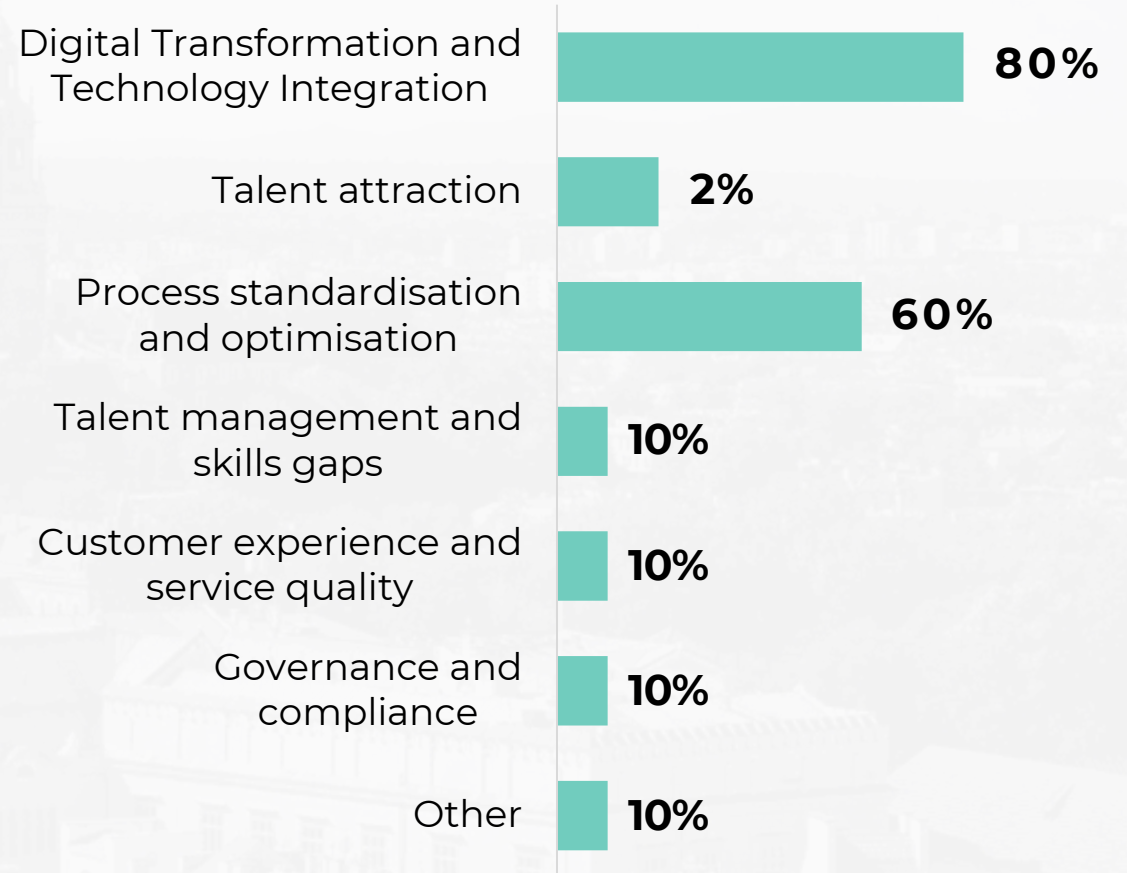 Digital Transformation and
Technology Integration
80%
Talent attraction
2%
Process standardisation
and optimisation
60%
Talent management and
skills gaps
10%
Customer experience and
service quality
10%
Governance and
compliance
10%
Other
10%